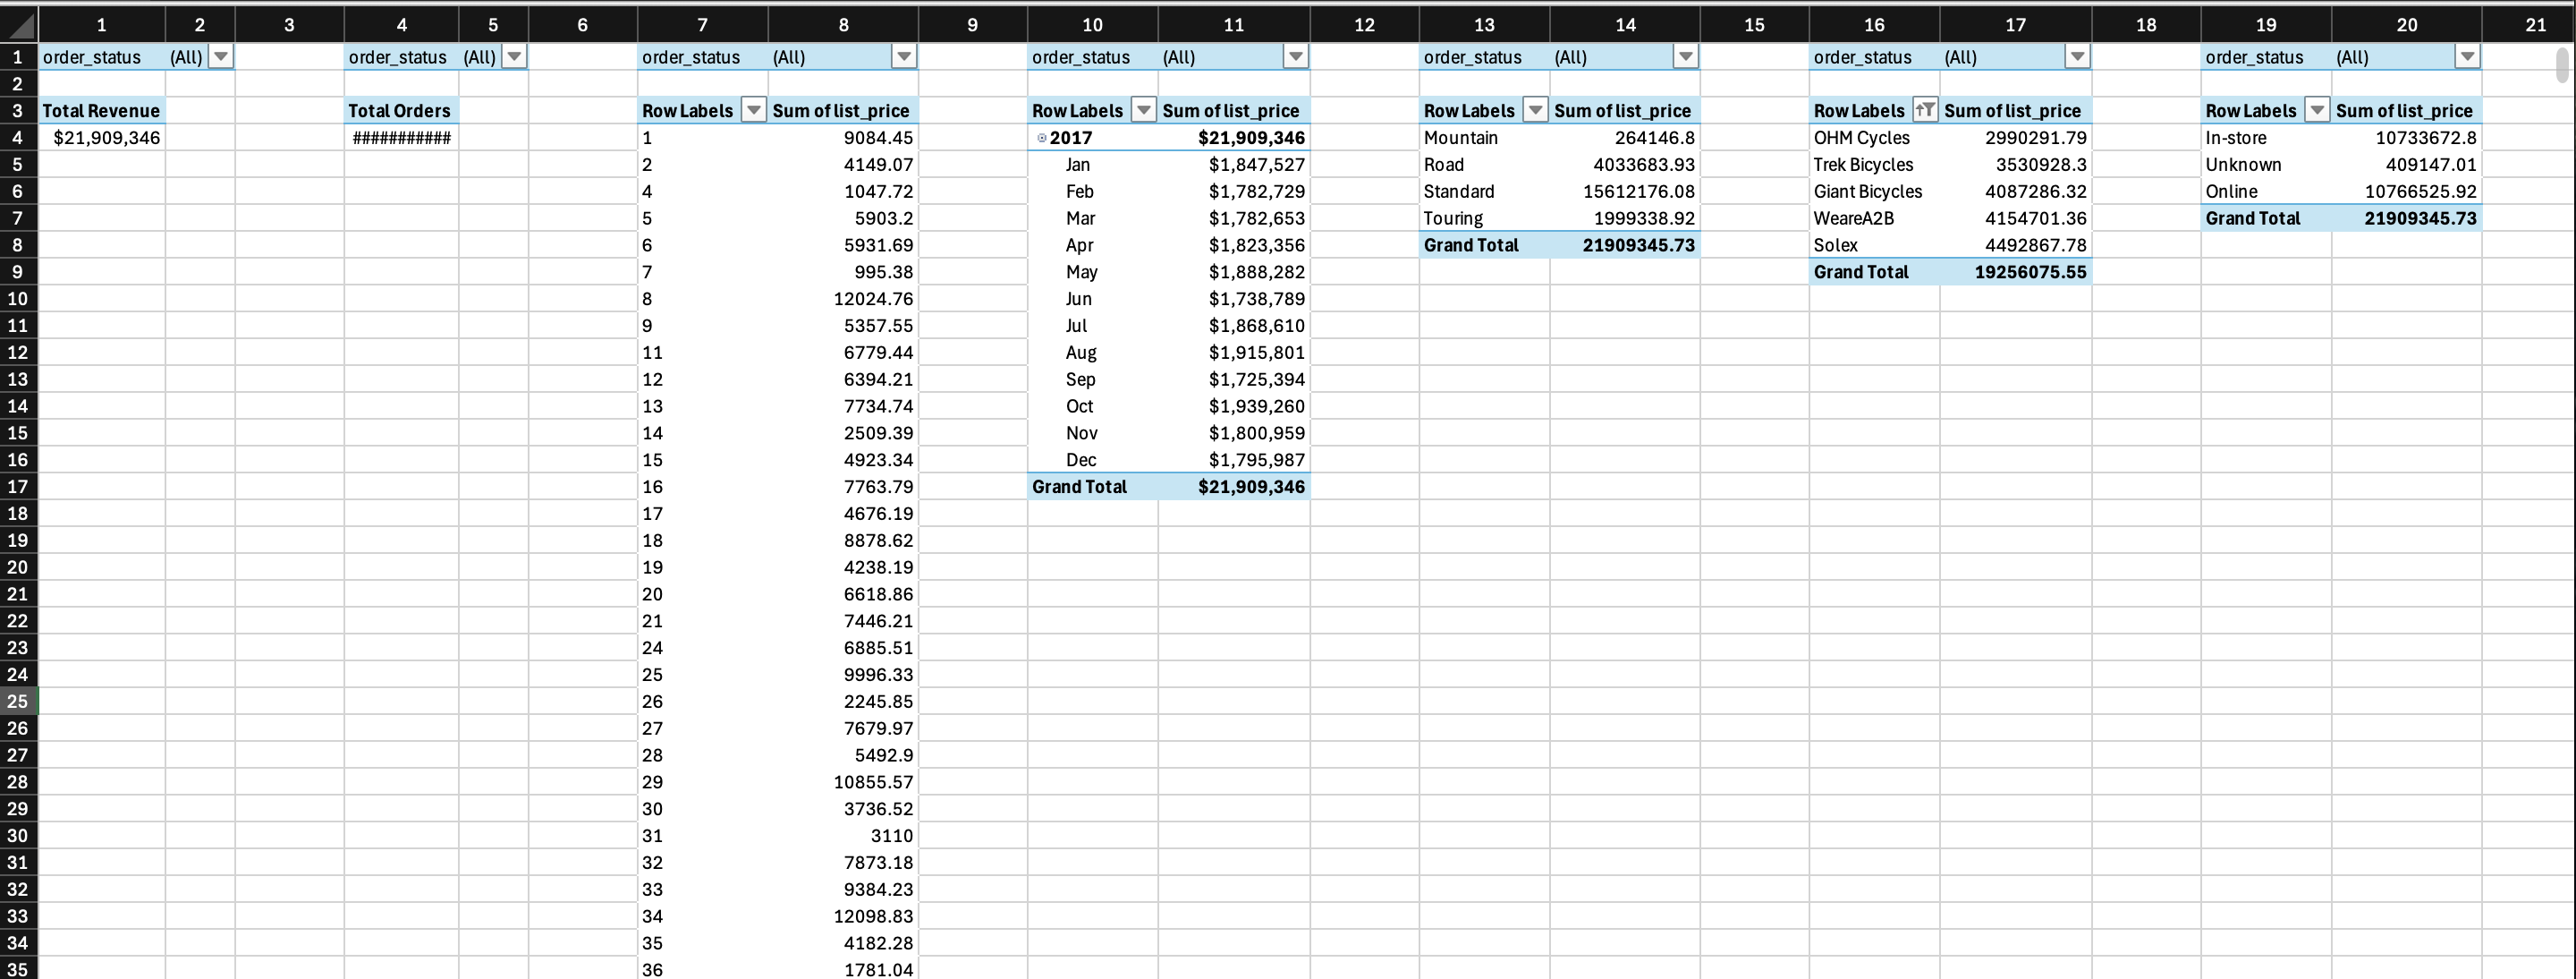 1 2 3 4 5 6 7 8 9 10 11 12 13 14 15 16 17 18 19 20 21
1 order_status (All) order_status (All) order_status (All) order_status (All) order_status (All) order_status (All) order_status (All)
2
3 Total Revenue Total Orders Row Labels Sum of list_price Row Labels Sum of list_price Row Labels Sum of list_price Row Labels Sum of list_price Row Labels Sum of list_price
4 $21,909,346 ########### 1 9084.45 2017 $21,909,346 Mountain 264146.8 OHM Cycles 2990291.79 In-store 10733672.8
5 2 4149.07 Jan $1,847,527 Road 4033683.93 Trek Bicycles 3530928.3 Unknown 409147.01
6 4 1047.72 Feb $1,782,729 Standard 15612176.08 Giant Bicycles 4087286.32 Online 10766525.92
7 5 5903.2 Mar $1,782,653 Touring 1999338.92 WeareA2B 4154701.36 Grand Total 21909345.73
8 6 5931.69 Apr $1,823,356 Grand Total 21909345.73 Solex 4492867.78
9 7 995.38 May $1,888,282 Grand Total 19256075.55
10 8 12024.76 Jun $1,738,789
11 9 5357.55 Jul $1,868,610
12 11 6779.44 Aug $1,915,801
13 12 6394.21 Sep $1,725,394
14 13 7734.74 Oct $1,939,260
15 14 2509.39 Nov $1,800,959
16 15 4923.34 Dec $1,795,987
17 16 7763.79 Grand Total $21,909,346
18 17 4676.19
19 18 8878.62
20 19 4238.19
21 20 6618.86
22 21 7446.21
23 24 6885.51
24 25 9996.33
25 26 2245.85
26 27 7679.97
27 28 5492.9
28 29 10855.57
29 30 3736.52
30 31 3110
31 32 7873.18
32 33 9384.23
33 34 12098.83
34 35 4182.28
35 36 1781.04